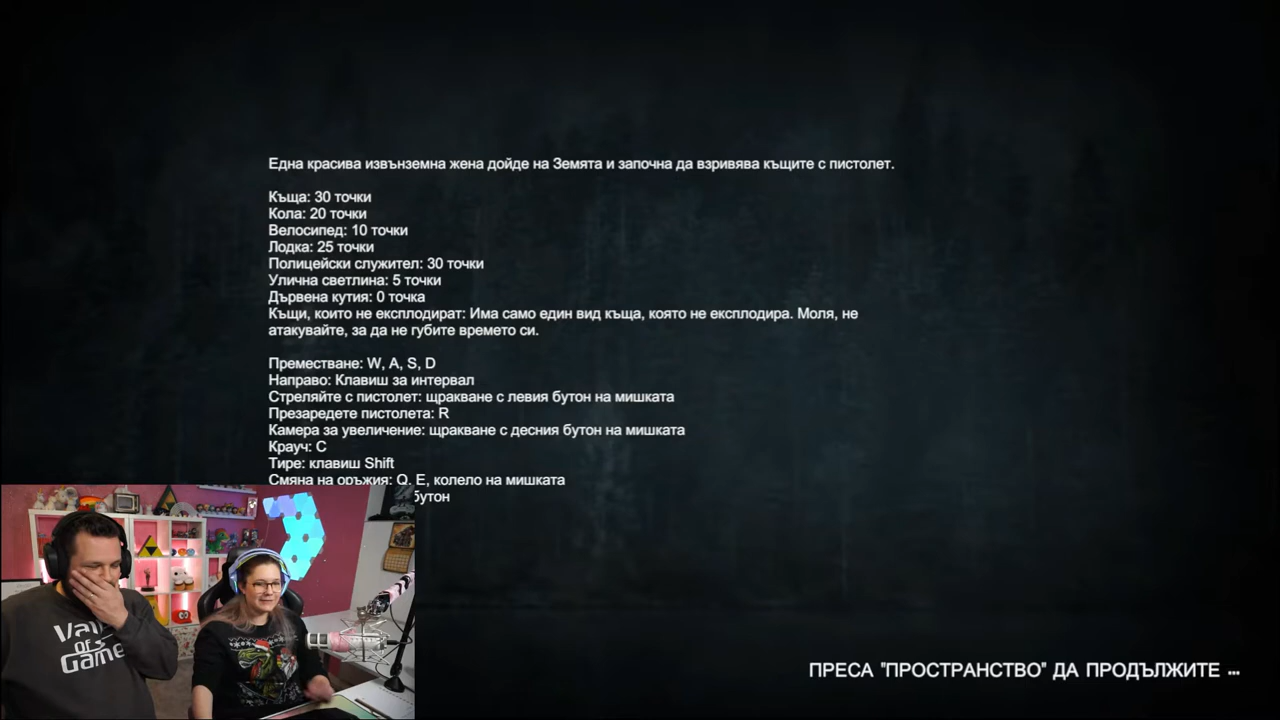 Една красива извънземна жена дойде на Земята и започна да взривява къщите с пистолет.
Къща: 30 точки
Кола: 20 точки
Велосипед: 10 точки
Лодка: 25 точки
Полицейски служител: 30 точки
Улична светлина: 5 точки
Дървена кутия: 0 точка
Къщи, които не експлодират: Има само един вид къща, която не експлодира. Моля, не
атакувайте, за да не губите времето си.
Преместване: W, A, S, D
Направо: Клавиш за интервал
Стреляйте с пистолет: щракване с левия бутон на мишката
Презаредете пистолета: R
Камера за увеличение: щракване с десния бутон на мишката
Крауч: C
Тире: клавиш Shift
Смяна на оръжия: Q, E, колело на мишката
бутон
of
Game
ПРЕСА "ПРОСТРАНСТВО" ДА ПРОДЪЛЖИТЕ ...